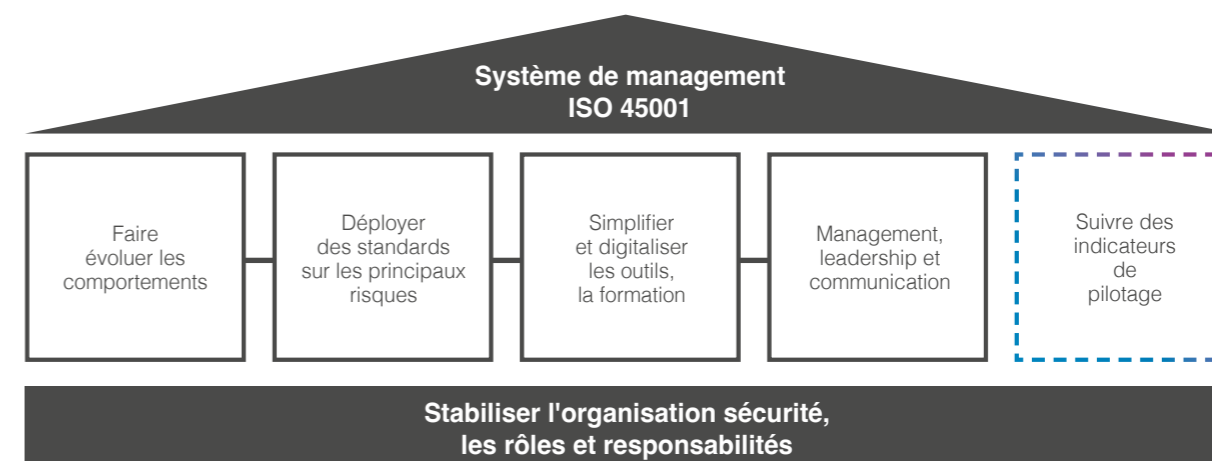 Système de management
ISO 45001
Faire
évoluer les
comportements
Déployer
des standards
sur les principaux
risques
Simplifier
et digitaliser
les outils,
la formation
Management,
leadership et
communication
Suivre des
indicateurs
de
pilotage
Stabiliser l'organisation sécurité,
les rôles et responsabilités